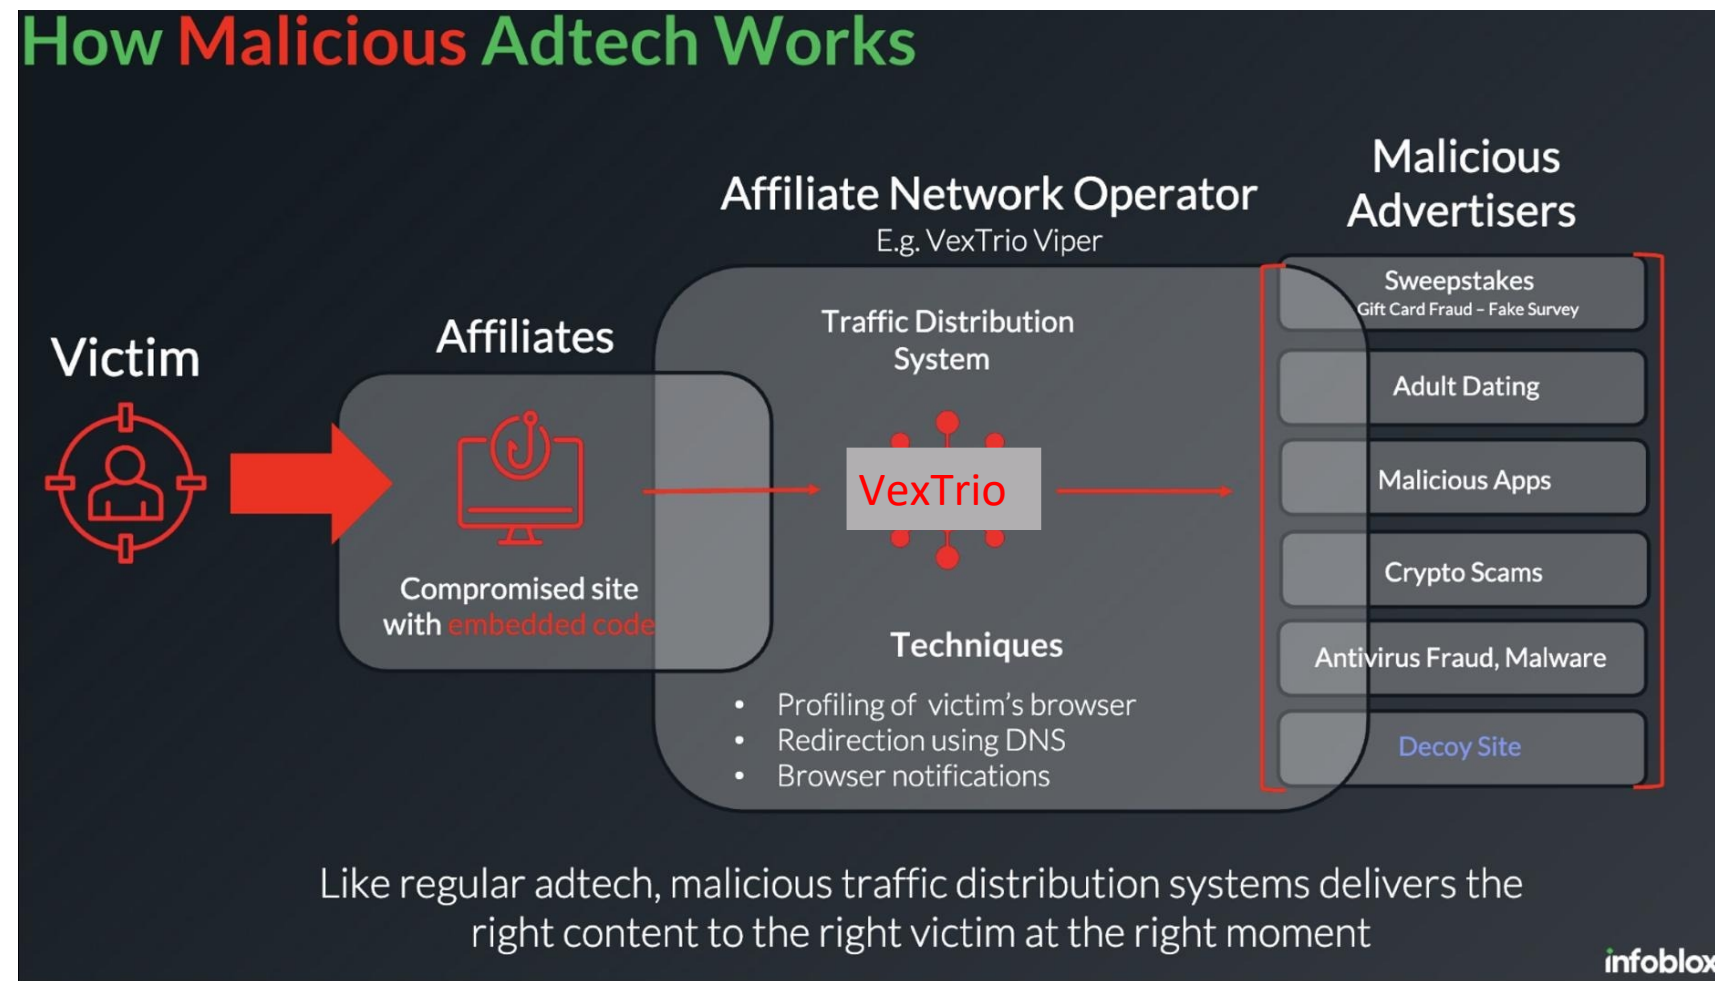 How Malicious Adtech Works
Victim
Affiliates
Compromised site
with embedded code
Affiliate Network Operator
E.g. VexTrio Viper
Traffic Distribution
System
VexTrio
Techniques
• Profiling of victim's browser
• Redirection using DNS
• Browser notifications
Malicious
Advertisers
Sweepstakes
Gift Card Fraud – Fake Survey
Adult Dating
Malicious Apps
Crypto Scams
Antivirus Fraud, Malware
Decoy Site
Like regular adtech, malicious traffic distribution systems delivers the
right content to the right victim at the right moment
infoblox